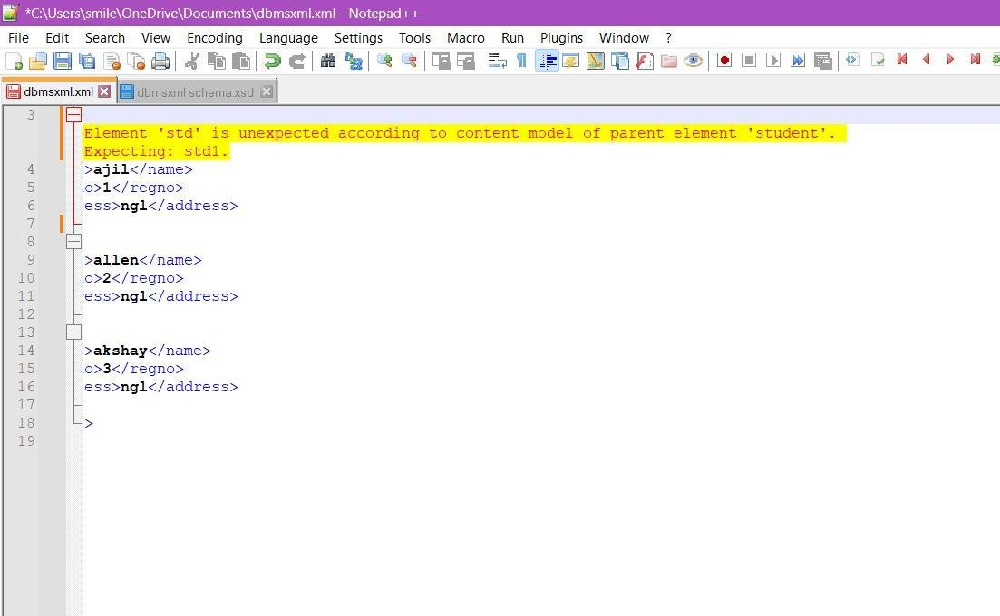 *C:\Users\smile\OneDrive\Documents\dbmsxml.xml - Notepad++
File Edit Search View Encoding Language Settings Tools Macro Run Plugins Window ?
dbmsxml.xml dbmsxml schema.xsd
3
Element 'std' is unexpected according to content model of parent element 'student'.
Expecting: std1.
4 >ajil</name>
5 o>1</regno>
6 ress>ngl</address>
7
8
9 >allen</name>
10 o>2</regno>
11 ress>ngl</address>
12
13
14 >akshay</name>
15 o>3</regno>
16 ress>ngl</address>
17
18 >
19